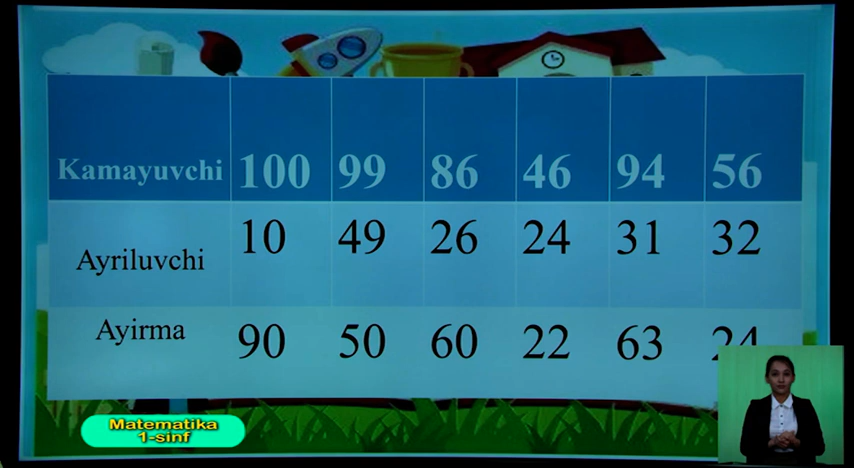 Kamayuvchi 100 99 86 46 94 56
Ayriluvchi 10 49 26 24 31 32
Ayirma 90 50 60 22 63 24
Matematika
1-sinf